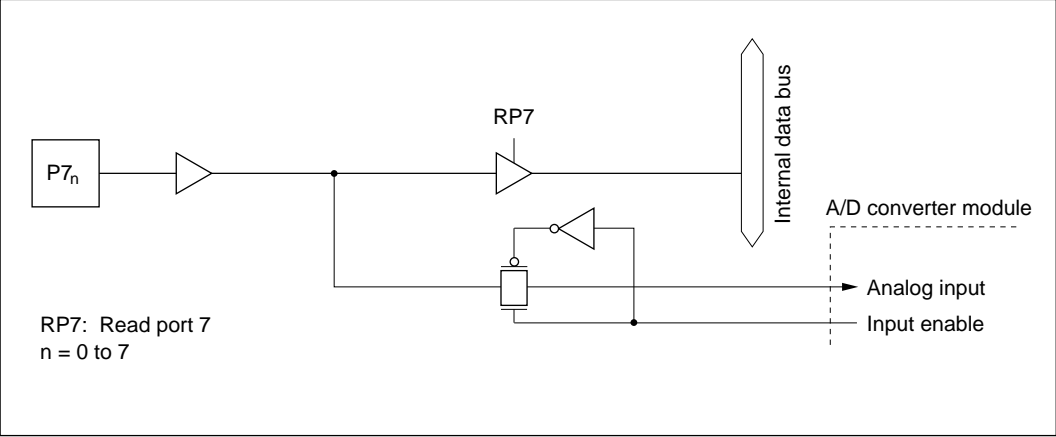 RP7
P7n
Internal data bus
A/D converter module
Analog input
Input enable
RP7: Read port 7
n = 0 to 7